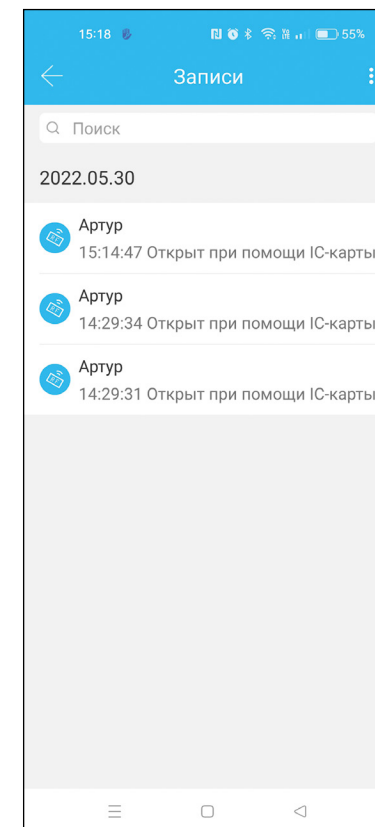 15:18 55%
Записи
Поиск
2022.05.30
Артур
15:14:47 Открыт при помощи IC-карты
Артур
14:29:34 Открыт при помощи IC-карты
Артур
14:29:31 Открыт при помощи IC-карты